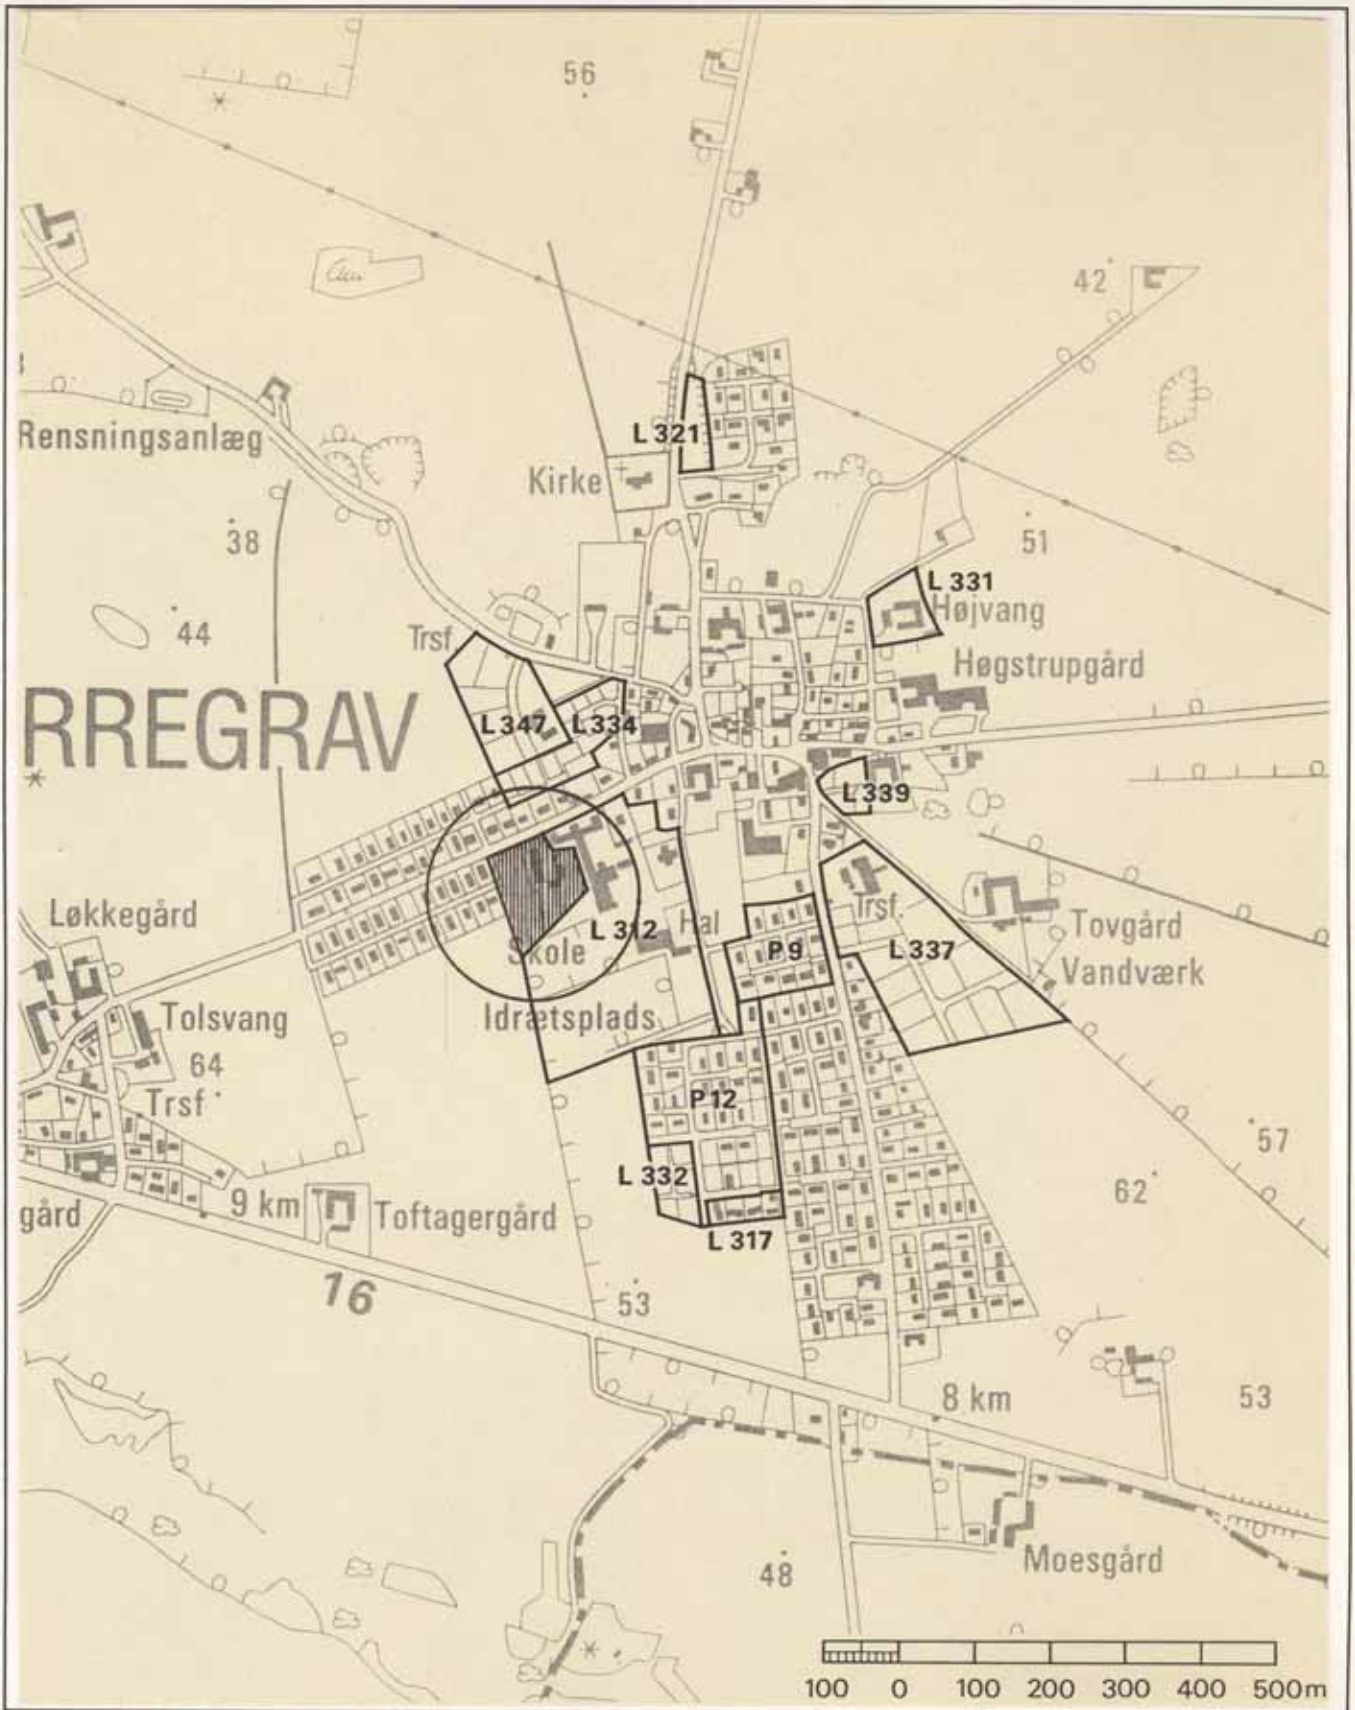 56
42
L 321
Rensningsanlæg
Kirke
38
51
L 331
Højvang
44
Trsf
Høgstrupgård
RREGRAV
L 347
L 334
L 339
Løkkegård
L 312
Hal
Trsf.
Tovgård
Skole
P 9
L 337
Vandværk
Idrætsplads
Tolsvang
64
Trsf
P 12
57
L 332
62
9 km
gård
Toftagergård
L 317
16
53
8 km
53
Moesgård
48
100 0 100 200 300 400 500m